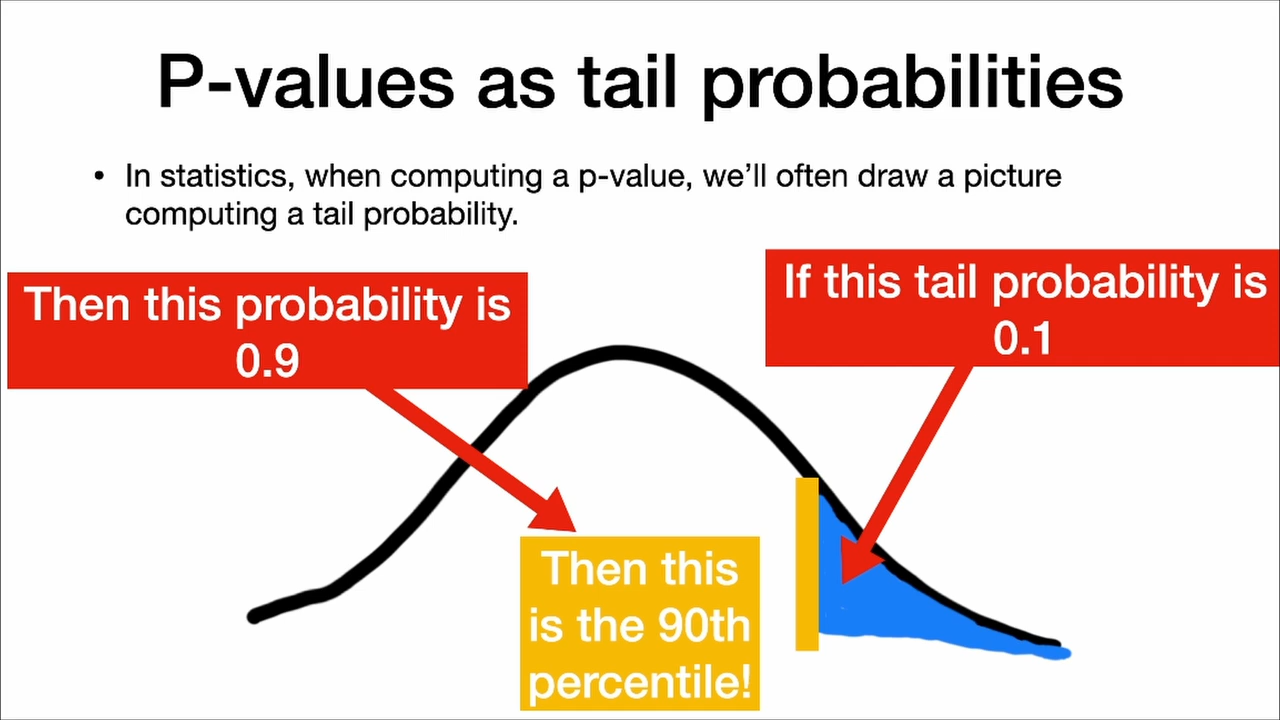 P-values as tail probabilities
• In statistics, when computing a p-value, we’ll often draw a picture
computing a tail probability.
Then this probability is
0.9
If this tail probability is
0.1
Then this
is the 90th
percentile!